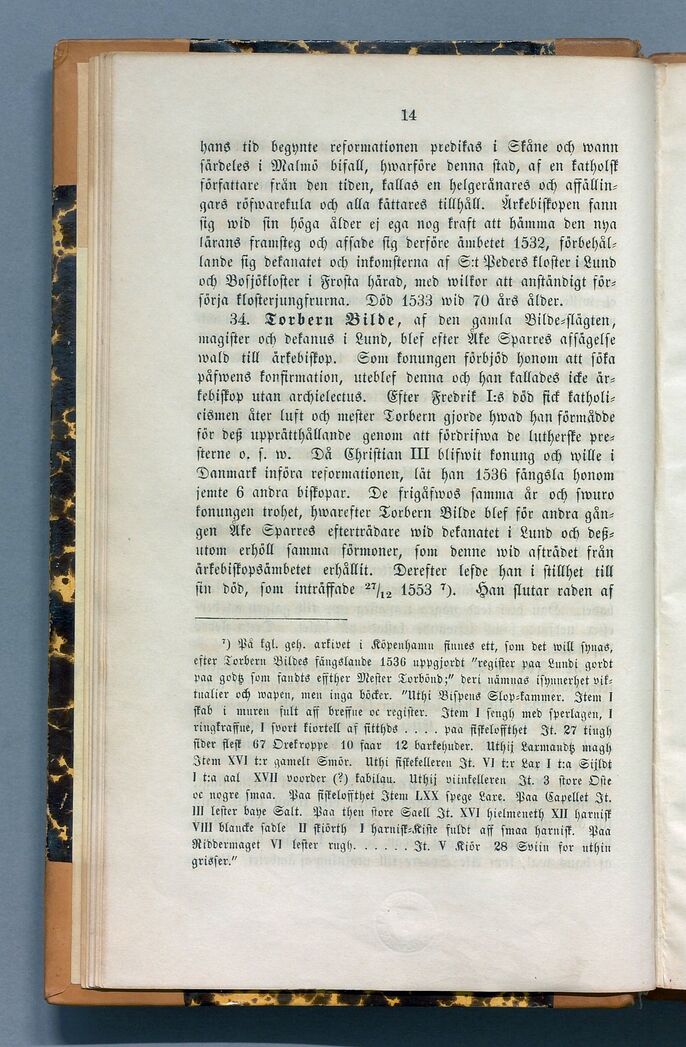 14
hans tid begynte reformationen predikas i Skåne och wann
särdeles i Malmö bifall, hwarföre denna stad, af en katholsk
författare från den tiden, kallas en helgerånares och affällin-
gars röfwarekula och alla kättares tillhåll. Ärkebiskopen fann
sig wid sin höga ålder ej ega nog kraft att hämma den nya
lärans framsteg och affade sig derföre ämbetet 1532, förbehål-
lande sig dekanatet och inkomsterna af S:t Peders kloster i Lund
och Bosjökloster i Frosta härad, med wilkor att anständigt för-
sörja klosterjungfrurna. Död 1533 wid 70 års ålder.
34. Torbern Bilde, af den gamla Bilde-slägten,
magister och dekanus i Lund, blef efter Åke Sparres affägelse
wald till ärkebiskop. Som konungen förbjöd honom att söka
påfwens konfirmation, uteblef denna och han kallades icke är-
kebiskop utan archielectus. Efter Fredrik I:s död fick katholi-
cismen åter luft och mester Torbern gjorde hwad han förmådde
för deß upprätthållande genom att fördrifwa de lutherske pre-
sterne o. s. w. Då Christian III blifwit konung och wille i
Danmark införa reformationen, lät han 1536 fängsla honom
jemte 6 andra biskopar. De frigåfwos samma år och swuro
konungen trohet, hwarefter Torbern Bilde blef för andra gån-
gen Åke Sparres efterträdare wid dekanatet i Lund och deß-
utom erhöll samma förmoner, som denne wid afträdet från
ärkebiskopsämbetet erhållit. Derefter lefde han i stillhet till
sin död, som inträffade 27/12 1553 ⁷). Han slutar raden af
⁷) På kgl. geh. arkivet i Köpenhamn finnes ett, som det will synas,
efter Torbern Bildes fängslande 1536 uppgjordt "register paa Lundi gordt
paa godtz som fandts effther Mester Torbönd;" deri nämnas isynnerhet vik-
tualier och wapen, men inga böcker. "Uthi Bispens Slop-kammer. Item I
skab i muren fult aff breffne oc regifter. Item I sengh med sperlagen, I
ringkraffue, I svort kiortell af sitthds . . . . paa fiskeloffthet It. 27 tiugh
sider flesk 67 Orekroppe 10 faar 12 barkehuder. Uthij Larmandtz magh
Item XVI t:r gamelt Smör. Uthi fiskekelleren It. VI t:r Lax I t:a Sijldt
I t:a aal XVII voorder (?) kabilau. Uthij viinkelleren It. 3 store Oste
oc nogre smaa. Paa fiskeloffthet Item LXX spege Laxe. Paa Capellet It.
III lester baye Salt. Paa then store Saell It. XVI hielmeneth XII harnisk
VIII blancke sadle II skiörth I harnisk-Kiste fuldt aff smaa harnisk. Paa
Riddermaget VI lester rugh. . . . . . It. V Kiör 28 Sviin for uthin
grisser."